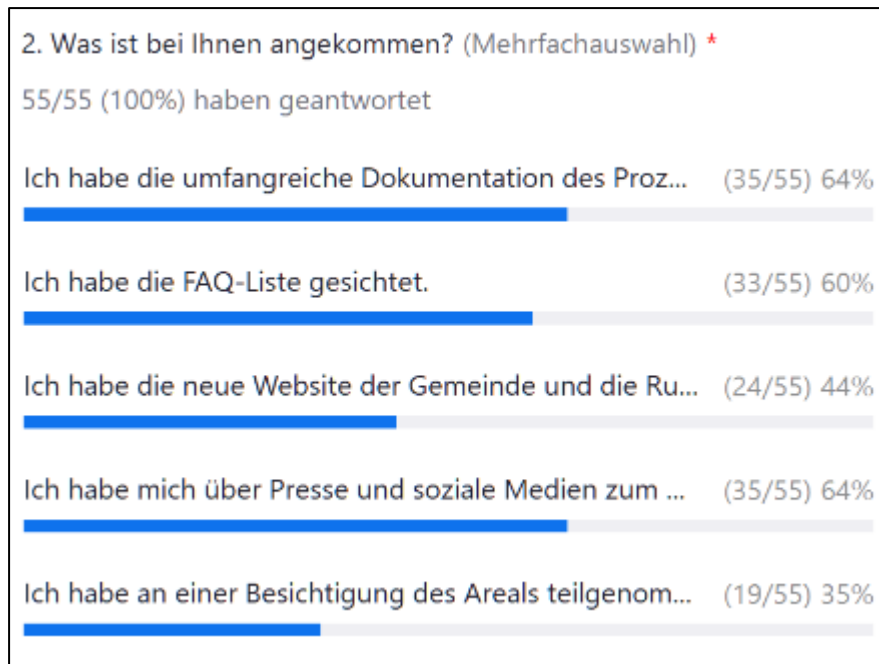 2. Was ist bei Ihnen angekommen? (Mehrfachauswahl) *
55/55 (100%) haben geantwortet
Ich habe die umfangreiche Dokumentation des Proz... (35/55) 64%
Ich habe die FAQ-Liste gesichtet. (33/55) 60%
Ich habe die neue Website der Gemeinde und die Ru... (24/55) 44%
Ich habe mich über Presse und soziale Medien zum ... (35/55) 64%
Ich habe an einer Besichtigung des Areals teilgenom... (19/55) 35%